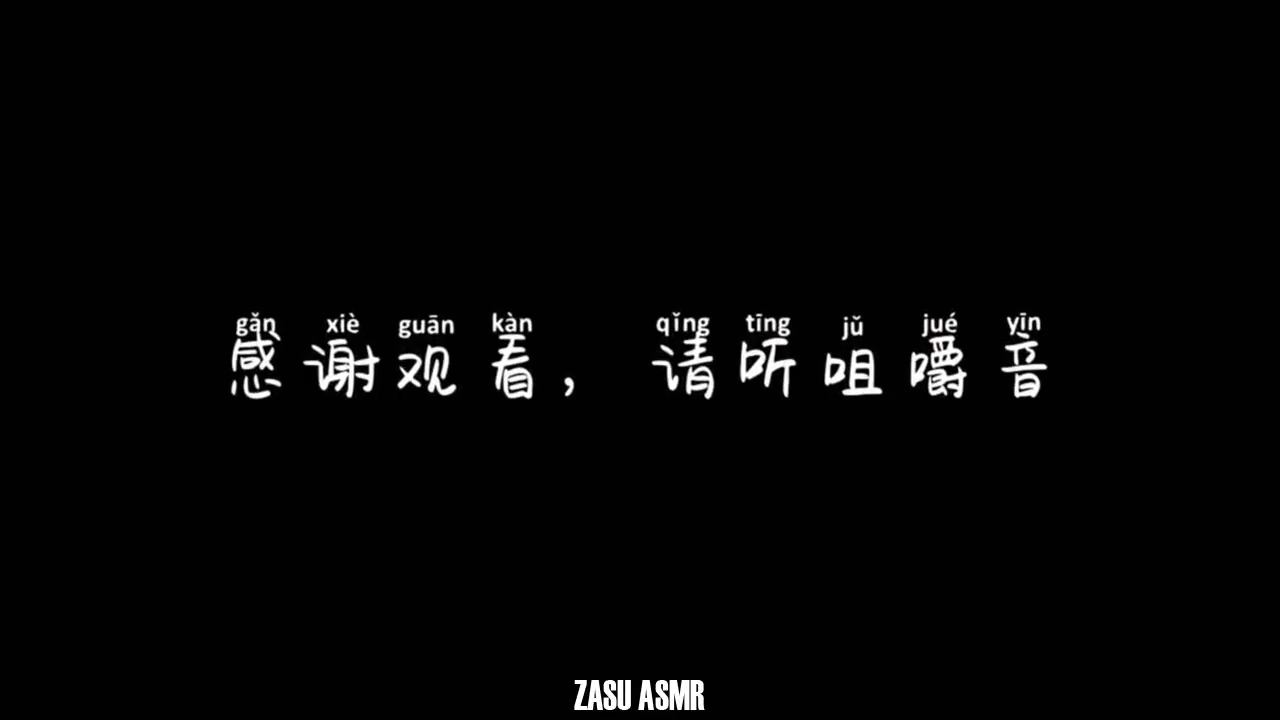 gǎn xiè guān kàn qǐng tīng jǔ jué yīn
感谢观看，请听咀嚼音
ZASU ASMR